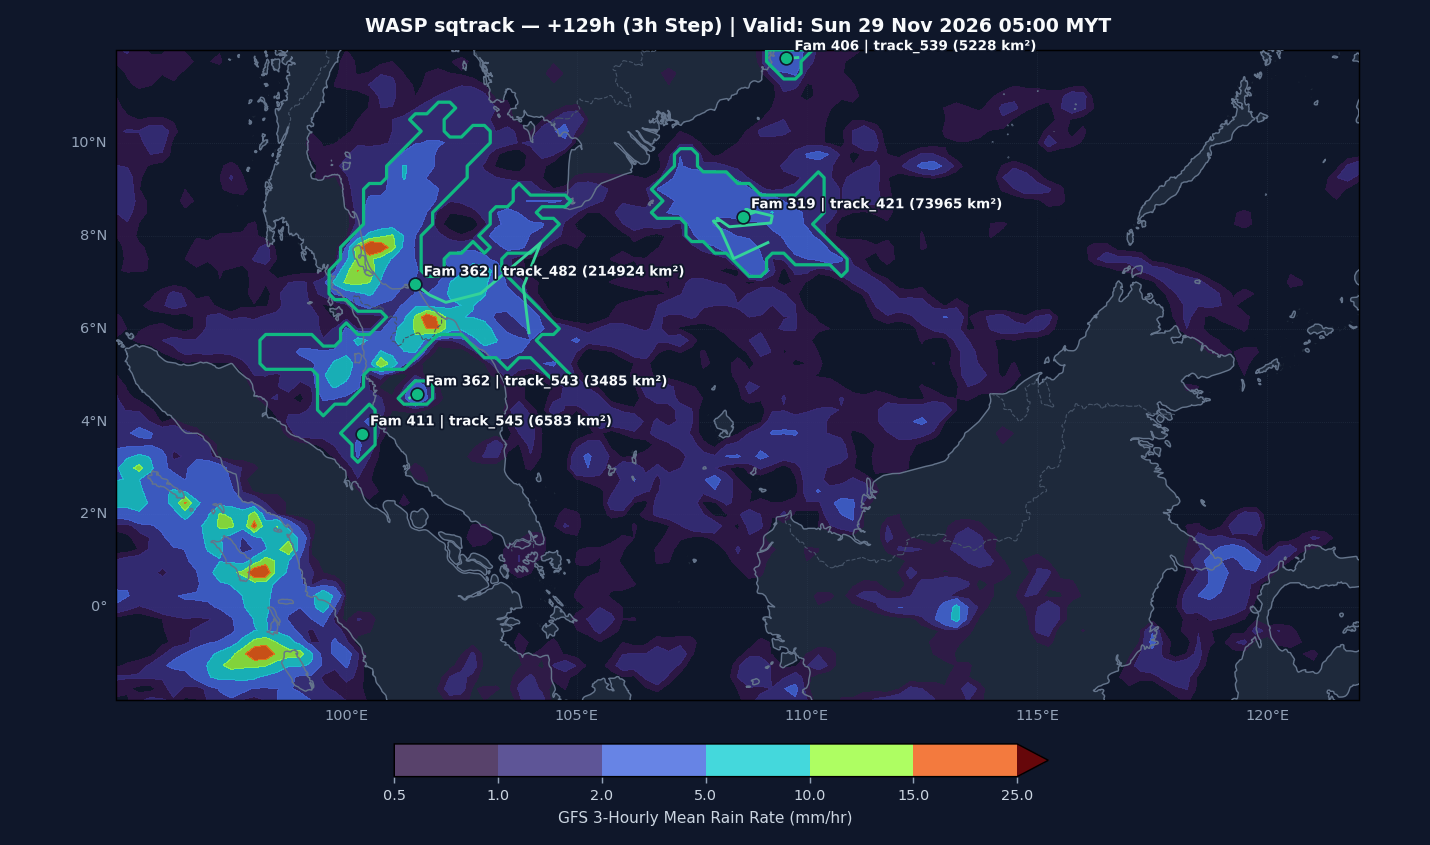 WASP sqtrack — +129h (3h Step) | Valid: Sun 29 Nov 2026 05:00 MYT
Fam 406 | track_539 (5228 km²)
10°N
Fam 319 | track_421 (73965 km²)
8°N
Fam 362 | track_482 (214924 km²)
6°N
Fam 362 | track_543 (3485 km²)
4°N
Fam 411 | track_545 (6583 km²)
2°N
0°
100°E 105°E 110°E 115°E 120°E
0.5 1.0 2.0 5.0 10.0 15.0 25.0
GFS 3-Hourly Mean Rain Rate (mm/hr)